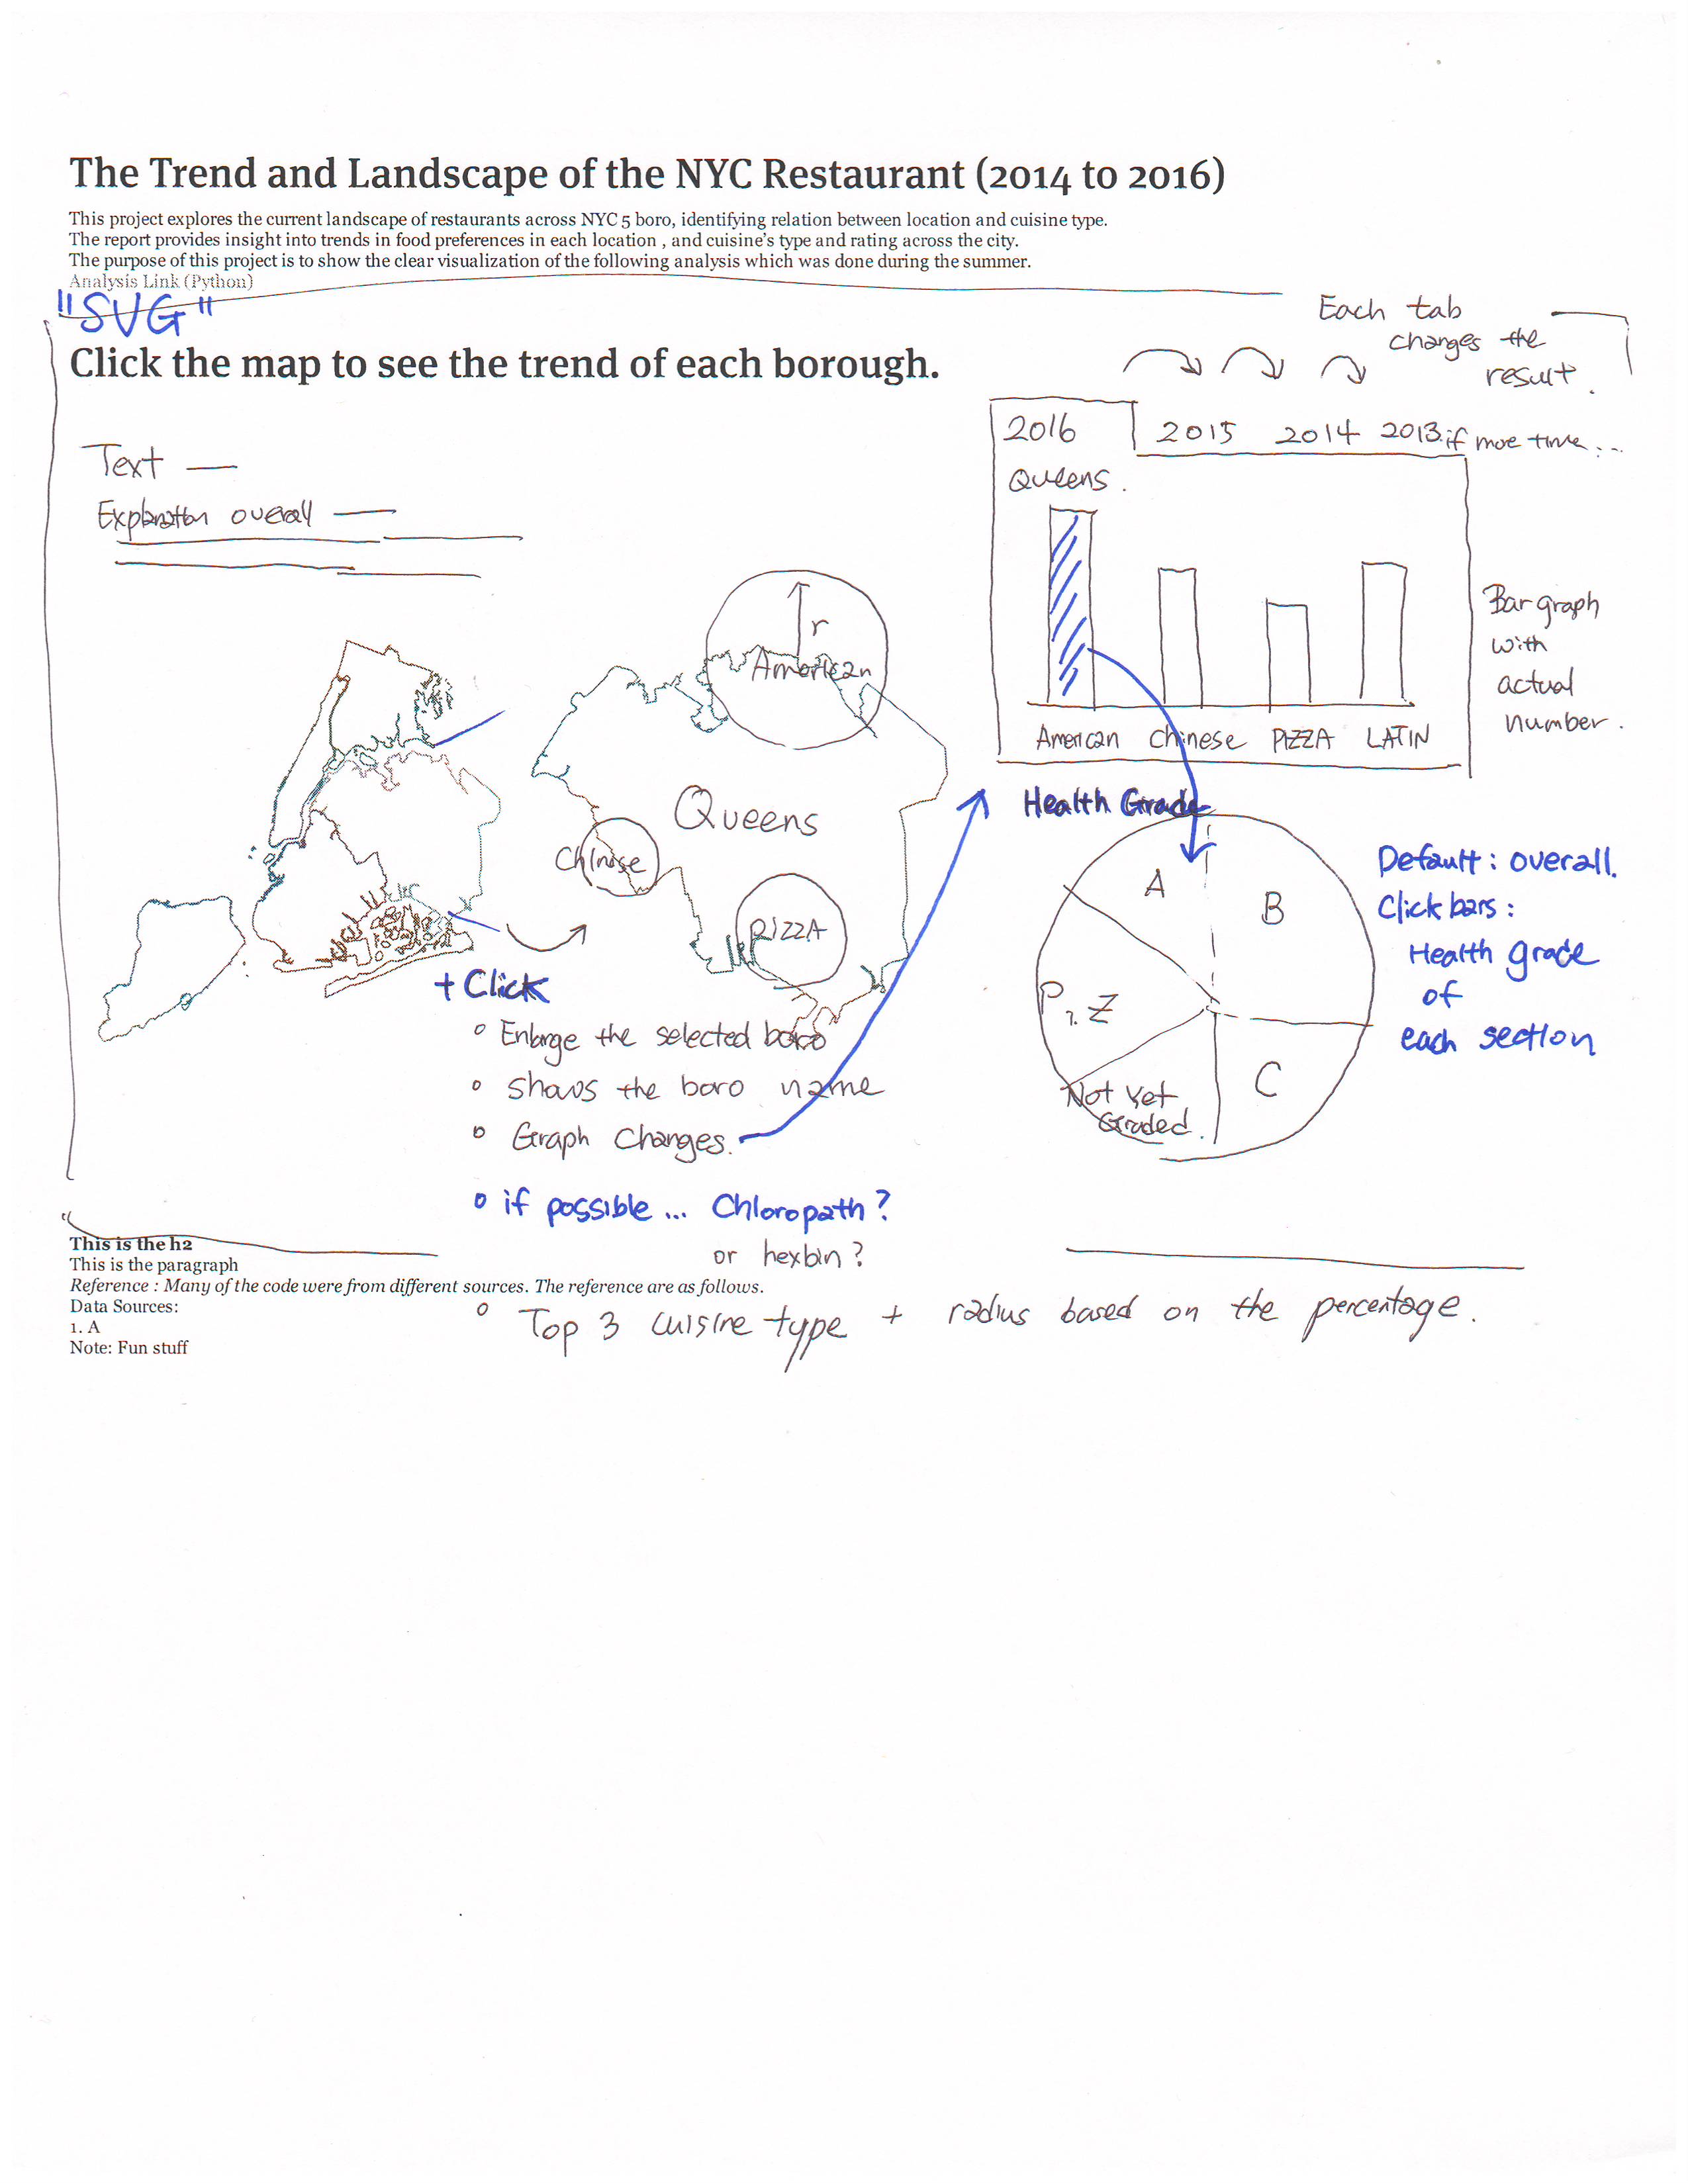 The Trend and Landscape of the NYC Restaurant (2014 to 2016)
This project explores the current landscape of restaurants across NYC 5 boro, identifying relation between location and cuisine type.
The report provides insight into trends in food preferences in each location , and cuisine's type and rating across the city.
The purpose of this project is to show the clear visualization of the following analysis which was done during the summer.
Analysis Link (Python)
"SVG"
Click the map to see the trend of each borough.
Each tab
changes the
result.
Text
Explanation overall
2016 2015 2014 2013 if more time...
Queens.
American Chinese PIZZA LATIN
Bar graph
with
actual
number.
r
American
Queens
Chinese
PIZZA
+ Click
Enlarge the selected boro
shows the boro name
Graph changes.
if possible... Chloropath?
or hexbin?
Top 3 cuisine type + radius based on the percentage.
Health Grade
A
B
P, Z
C
Not yet
Graded.
Default: overall.
Click bars:
Health grade
of
each section
This is the h2
This is the paragraph
Reference : Many of the code were from different sources. The reference are as follows.
Data Sources:
1. A
Note: Fun stuff